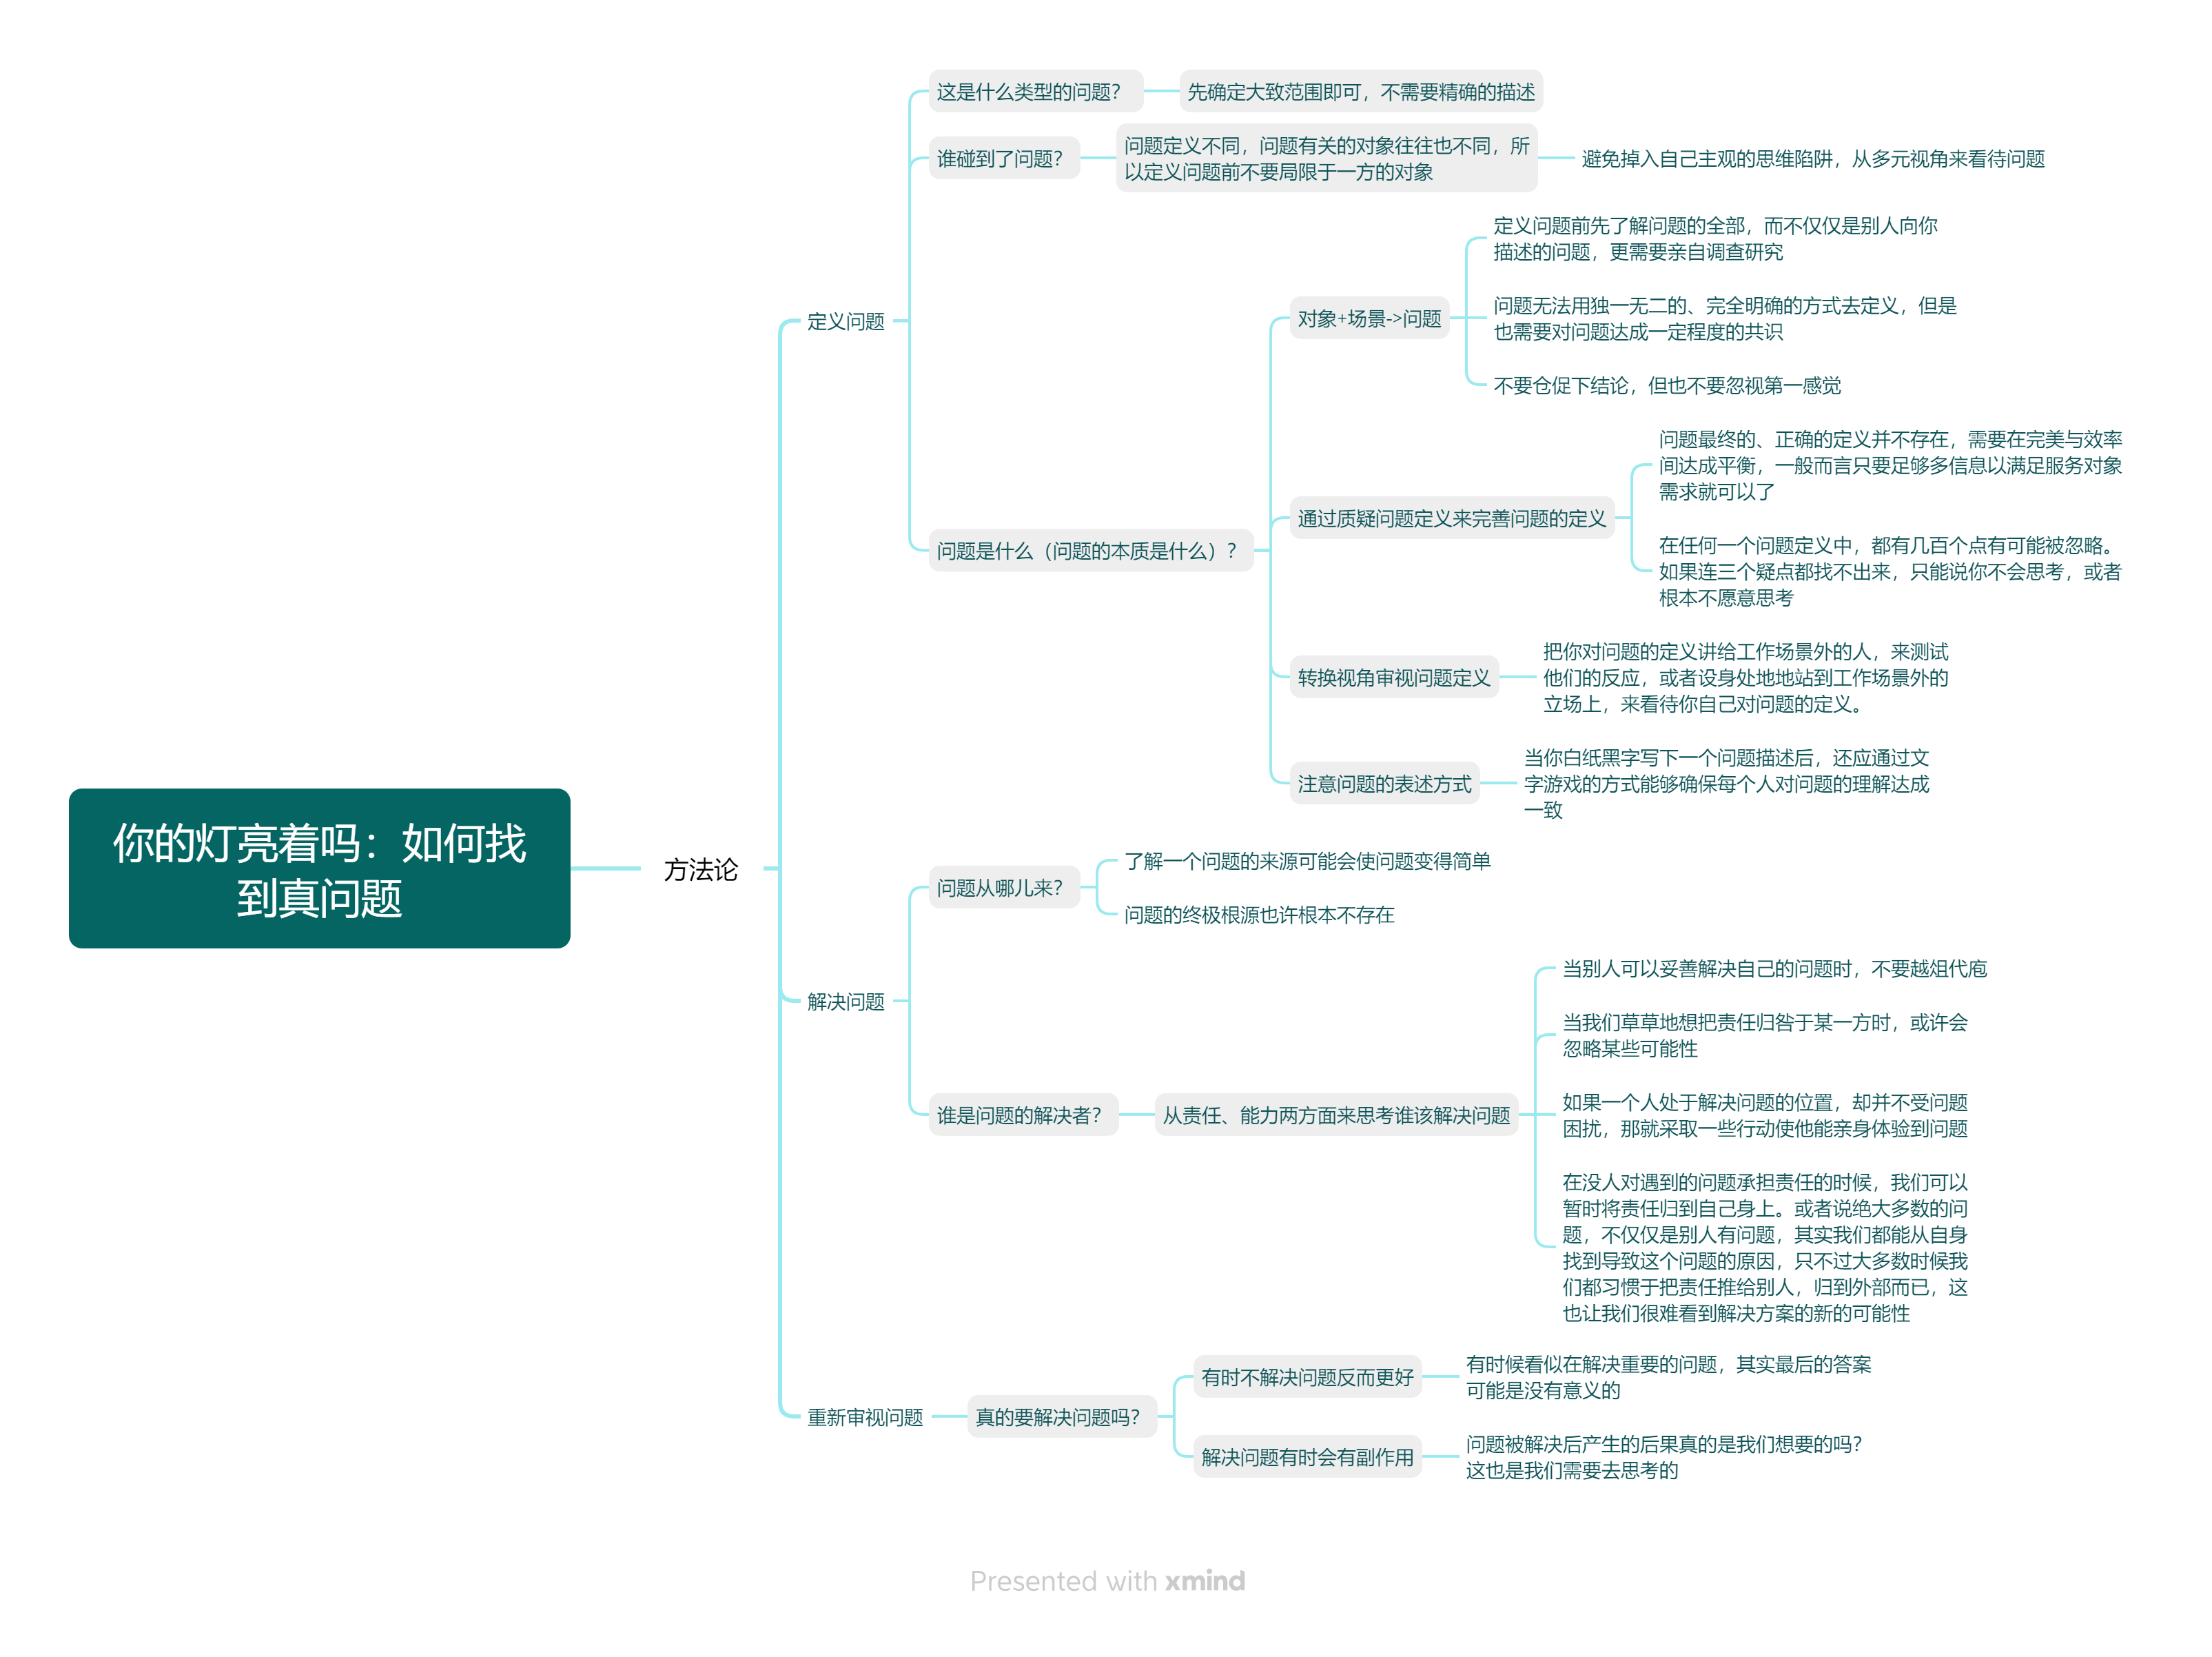 你的灯亮着吗：如何找
到真问题
方法论
定义问题
这是什么类型的问题？
先确定大致范围即可，不需要精确的描述
谁碰到了问题？
问题定义不同，问题有关的对象往往也不同，所
以定义问题前不要局限于一方的对象
避免掉入自己主观的思维陷阱，从多元视角来看待问题
问题是什么（问题的本质是什么）？
对象+场景->问题
定义问题前先了解问题的全部，而不仅仅是别人向你
描述的问题，更需要亲自调查研究
问题无法用独一无二的、完全明确的方式去定义，但是
也需要对问题达成一定程度的共识
不要仓促下结论，但也不要忽视第一感觉
通过质疑问题定义来完善问题的定义
问题最终的、正确的定义并不存在，需要在完美与效率
间达成平衡，一般而言只要足够多信息以满足服务对象
需求就可以了
在任何一个问题定义中，都有几百个点有可能被忽略。
如果连三个疑点都找不出来，只能说你不会思考，或者
根本不愿意思考
转换视角审视问题定义
把你对问题的定义讲给工作场景外的人，来测试
他们的反应，或者设身处地地站到工作场景外的
立场上，来看待你自己对问题的定义。
注意问题的表述方式
当你白纸黑字写下一个问题描述后，还应通过文
字游戏的方式能够确保每个人对问题的理解达成
一致
解决问题
问题从哪儿来？
了解一个问题的来源可能会使问题变得简单
问题的终极根源也许根本不存在
谁是问题的解决者？
从责任、能力两方面来思考谁该解决问题
当别人可以妥善解决自己的问题时，不要越俎代庖
当我们草草地想把责任归咎于某一方时，或许会
忽略某些可能性
如果一个人处于解决问题的位置，却并不受问题
困扰，那就采取一些行动使他能亲身体验到问题
在没人对遇到的问题承担责任的时候，我们可以
暂时将责任归到自己身上。或者说绝大多数的问
题，不仅仅是别人有问题，其实我们都能从自身
找到导致这个问题的原因，只不过大多数时候我
们都习惯于把责任推给别人，归到外部而已，这
也让我们很难看到解决方案的新的可能性
重新审视问题
真的要解决问题吗？
有时不解决问题反而更好
有时候看似在解决重要的问题，其实最后的答案
可能是没有意义的
解决问题有时会有副作用
问题被解决后产生的后果真的是我们想要的吗？
这也是我们需要去思考的
Presented with xmind